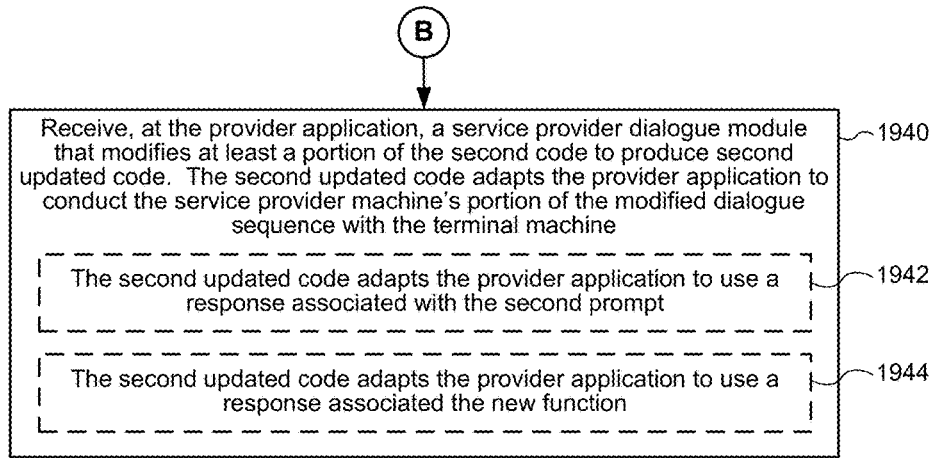 B
Receive, at the provider application, a service provider dialogue module
that modifies at least a portion of the second code to produce second
updated code. The second updated code adapts the provider application to
conduct the service provider machine's portion of the modified dialogue
sequence with the terminal machine
1940
The second updated code adapts the provider application to use a
response associated with the second prompt
1942
The second updated code adapts the provider application to use a
response associated the new function
1944